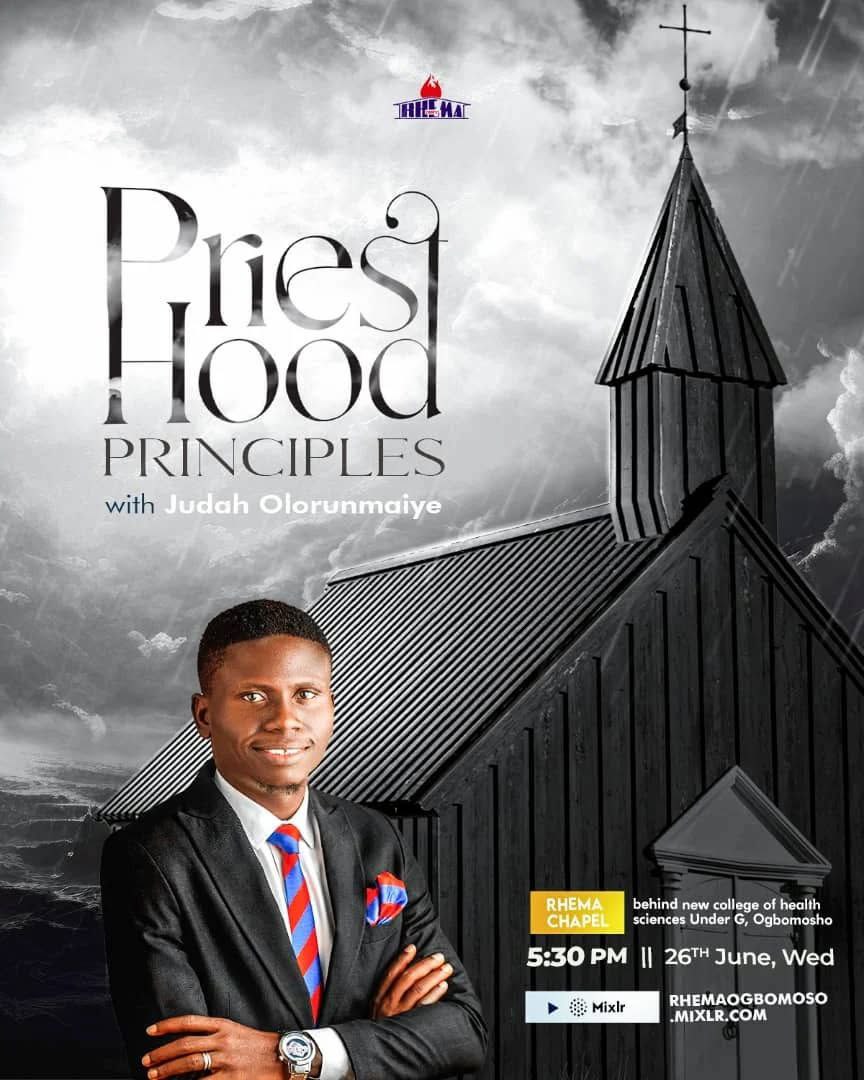 RHEMA
Priest
Hood
PRINCIPLES
with Judah Olorunmaiye
RHEMA
CHAPEL
behind new college of health
sciences Under G, Ogbomosho
5:30 PM || 26TH June, Wed
Mixlr
RHEMAOGBOMOSO
.MIXLR.COM